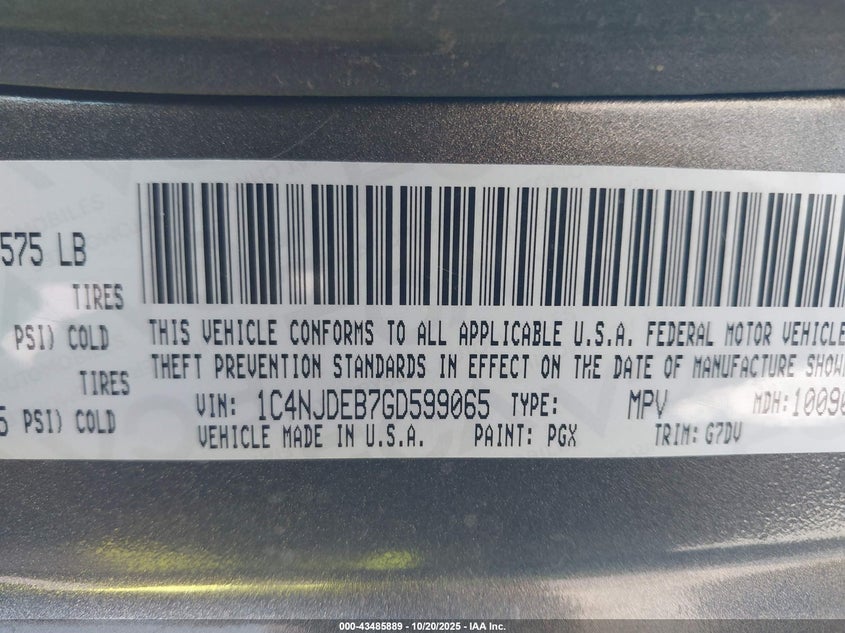 575 LB
TIRES
PSI) COLD
TIRES
5 PSI) COLD
THIS VEHICLE CONFORMS TO ALL APPLICABLE U.S.A. FEDERAL MOTOR VEHICLE
THEFT PREVENTION STANDARDS IN EFFECT ON THE DATE OF MANUFACTURE SHOW
VIN: 1C4NJDEB7GD599065 TYPE: MPV MDH: 10090
VEHICLE MADE IN U.S.A. PAINT: PGX TRIM: G7DV
000-43485889 | 10/20/2025 | IAA Inc.